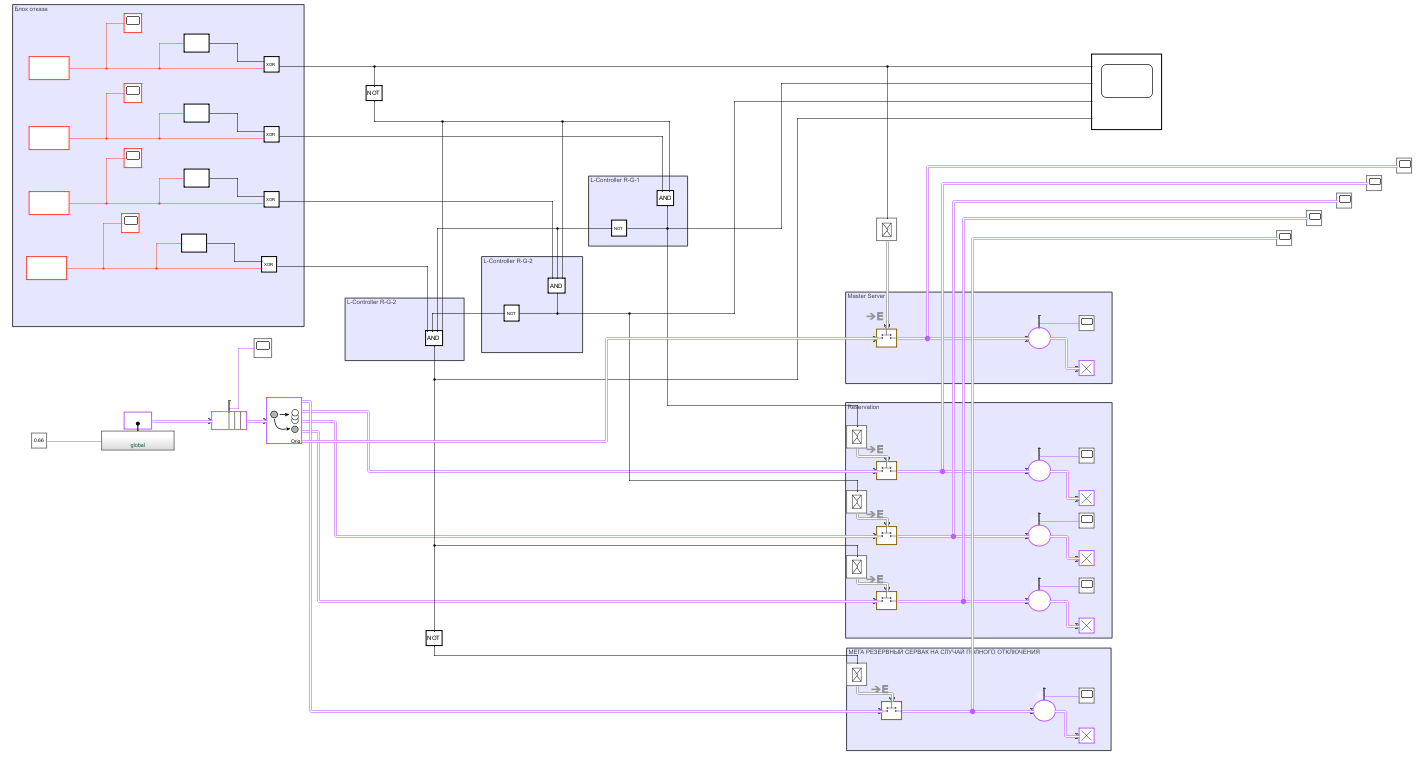 Блок отказа
XOR
NOT
XOR
XOR
XOR
L-Controller R-G-1
AND
NOT
L-Controller R-G-2
AND
NOT
L-Controller R-G-2
AND
Master Server
E
0.66
global
Orig
Reservation
E
E
E
NOT
МЕГА РЕЗЕРВНЫЙ СЕРВАК НА СЛУЧАЙ ПОЛНОГО ОТКЛЮЧЕНИЯ
E